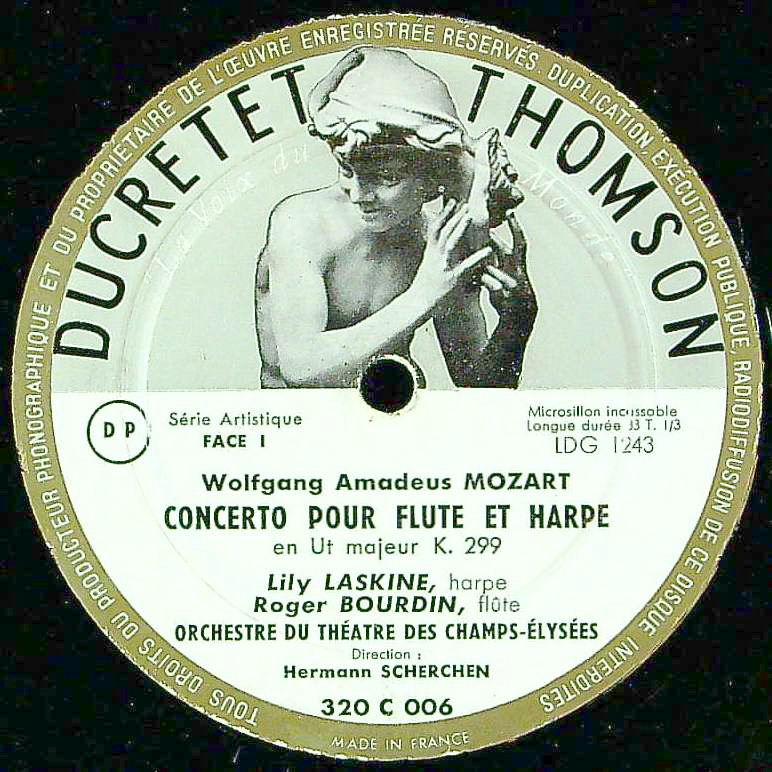 TOUS DROITS DU PRODUCTEUR PHONOGRAPHIQUE ET DU PROPRIÉTAIRE DE L'ŒUVRE ENREGISTRÉE RÉSERVÉS. DUPLICATION, EXÉCUTION PUBLIQUE, RADIODIFFUSION DE CE DISQUE INTERDITES
DUCRETET THOMSON
"La Voix du Monde"
DP
Série Artistique
FACE 1
Microsillon incassable
Longue durée 33 T. 1/3
LDG 1243
Wolfgang Amadeus MOZART
CONCERTO POUR FLUTE ET HARPE
en Ut majeur K. 299
Lily LASKINE, harpe
Roger BOURDIN, flûte
ORCHESTRE DU THÉATRE DES CHAMPS-ÉLYSÉES
Direction :
Hermann SCHERCHEN
320 C 006
MADE IN FRANCE